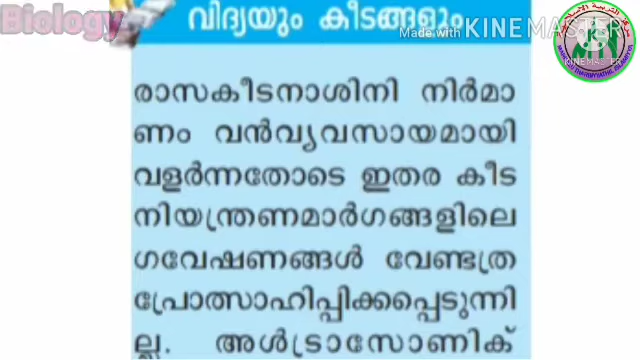 Biology
വിദ്യയും കീടങ്ങളും
Made with KINEMASTER
KINEMASTER
രാസകീടനാശിനി നിർമാ
ണം വൻവ്യവസായമായി
വളർന്നതോടെ ഇതര കീട
നിയന്ത്രണമാർഗങ്ങളിലെ
ഗവേഷണങ്ങൾ വേണ്ടത്ര
പ്രോത്സാഹിപ്പിക്കപ്പെടുന്നി
ല്ല. അൾട്രാസോണിക്